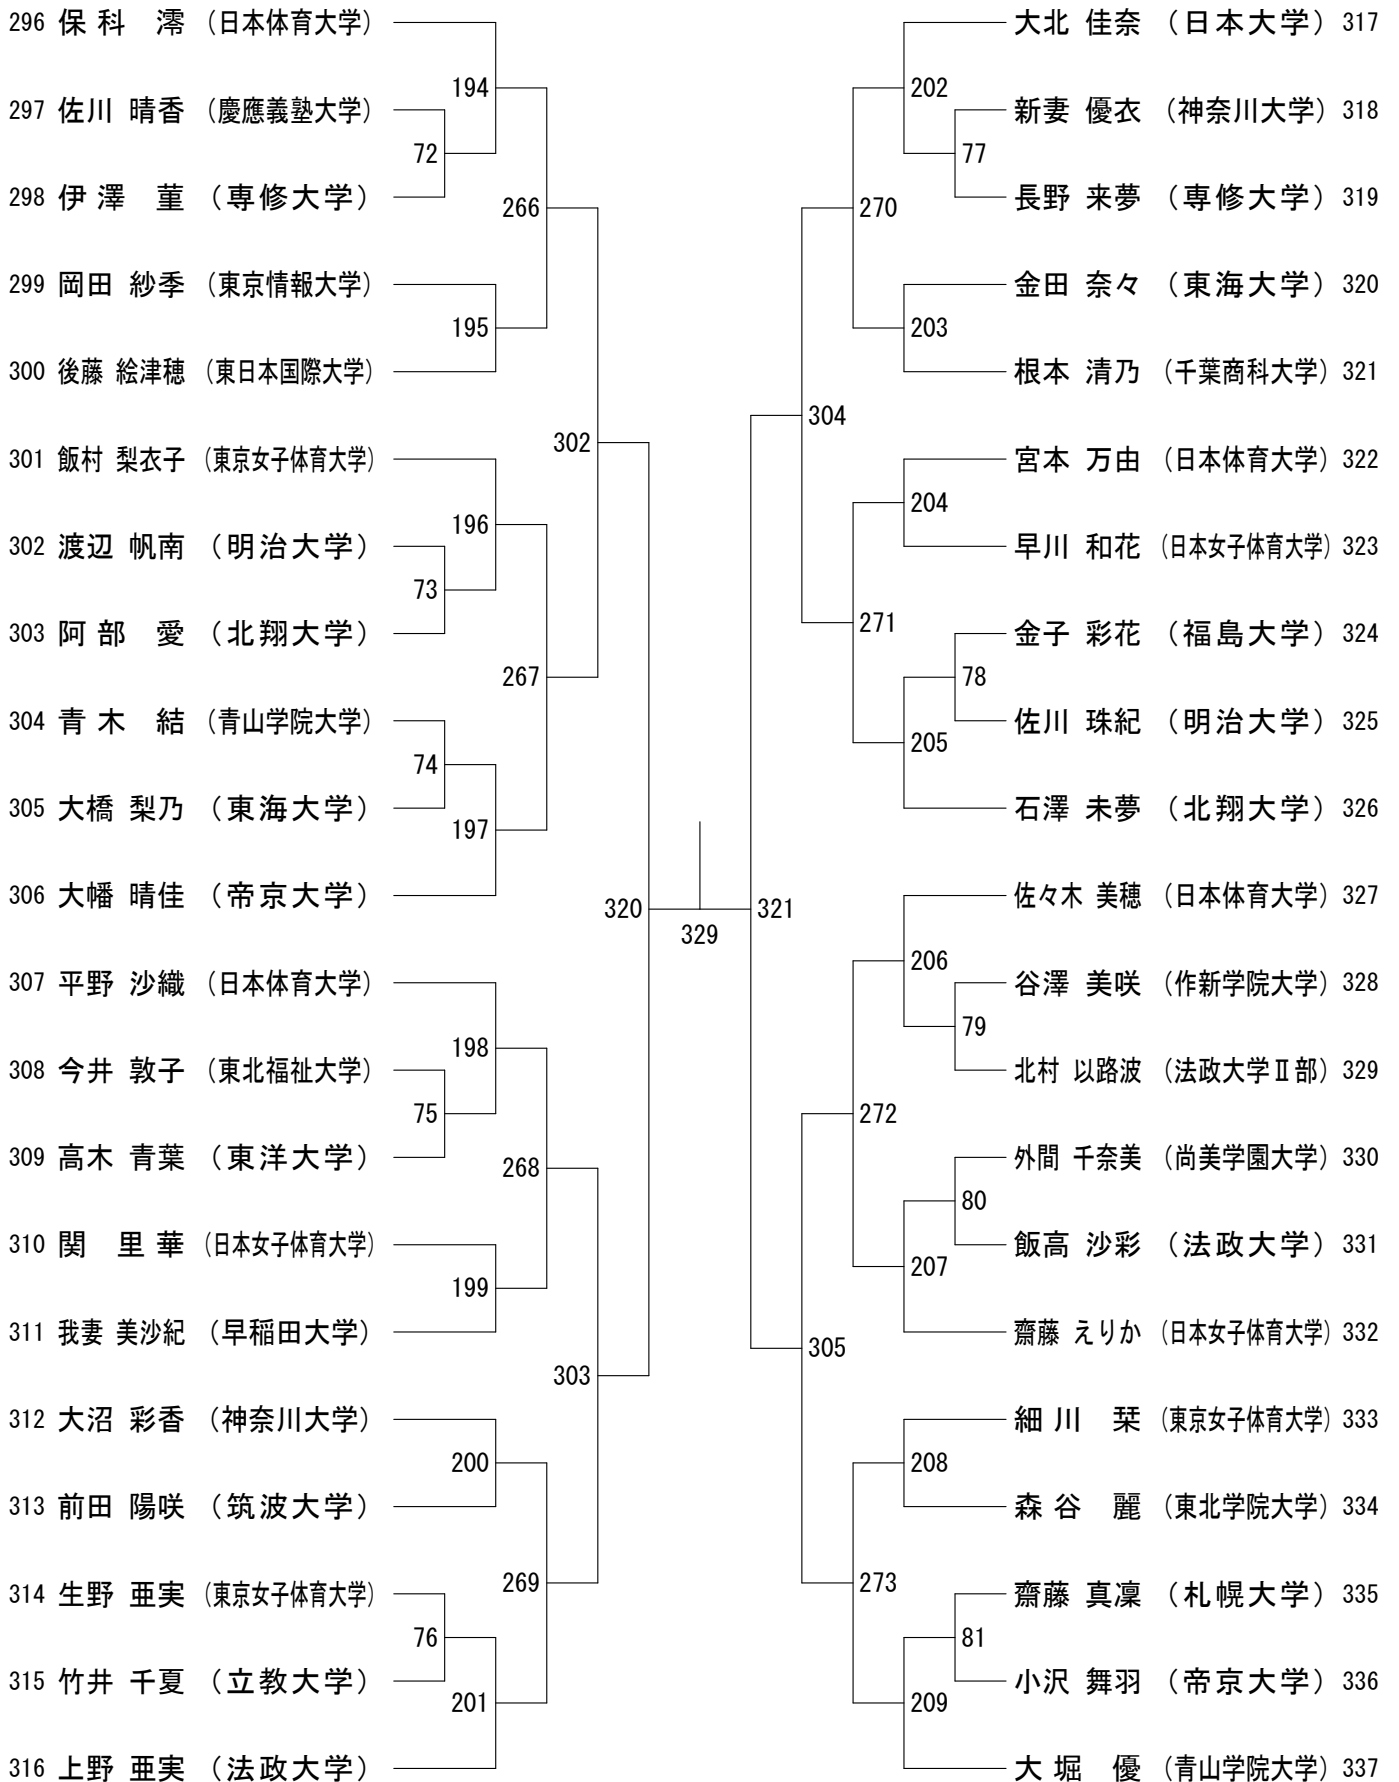 296 保科 澪 (日本体育大学)
194
297 佐川 晴香 (慶應義塾大学)
72
298 伊澤 菫 (専修大学)
266
299 岡田 紗季 (東京情報大学)
195
300 後藤 絵津穂 (東日本国際大学)
302
301 飯村 梨衣子 (東京女子体育大学)
196
302 渡辺 帆南 (明治大学)
73
303 阿部 愛 (北翔大学)
267
304 青木 結 (青山学院大学)
74
305 大橋 梨乃 (東海大学)
197
306 大幡 晴佳 (帝京大学)
320
329
307 平野 沙織 (日本体育大学)
198
308 今井 敦子 (東北福祉大学)
75
309 高木 青葉 (東洋大学)
268
310 関 里華 (日本女子体育大学)
199
311 我妻 美沙紀 (早稲田大学)
303
312 大沼 彩香 (神奈川大学)
200
313 前田 陽咲 (筑波大学)
269
314 生野 亜実 (東京女子体育大学)
76
315 竹井 千夏 (立教大学)
201
316 上野 亜実 (法政大学)
大北 佳奈 (日本大学) 317
202
新妻 優衣 (神奈川大学) 318
77
長野 来夢 (専修大学) 319
270
金田 奈々 (東海大学) 320
203
根本 清乃 (千葉商科大学) 321
304
宮本 万由 (日本体育大学) 322
204
早川 和花 (日本女子体育大学) 323
271
金子 彩花 (福島大学) 324
78
佐川 珠紀 (明治大学) 325
205
石澤 未夢 (北翔大学) 326
321
佐々木 美穂 (日本体育大学) 327
206
谷澤 美咲 (作新学院大学) 328
79
北村 以路波 (法政大学Ⅱ部) 329
272
外間 千奈美 (尚美学園大学) 330
80
飯高 沙彩 (法政大学) 331
207
齋藤 えりか (日本女子体育大学) 332
305
細川 栞 (東京女子体育大学) 333
208
森谷 麗 (東北学院大学) 334
273
齋藤 真凜 (札幌大学) 335
81
小沢 舞羽 (帝京大学) 336
209
大堀 優 (青山学院大学) 337